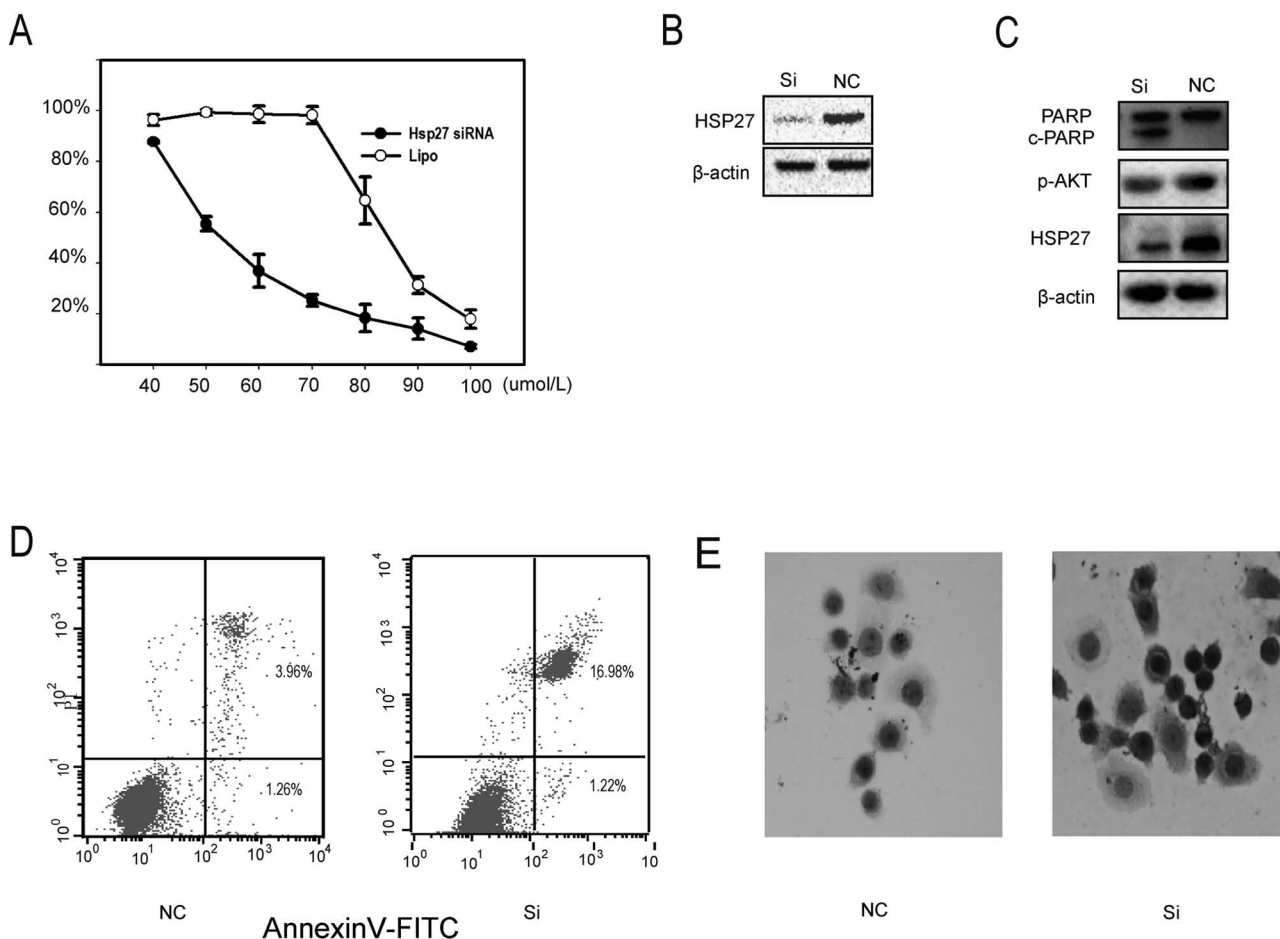 A
100%
80%
60%
40%
20%
Hsp27 siRNA
Lipo
40 50 60 70 80 90 100 (umol/L)
B
Si NC
HSP27
β-actin
C
Si NC
PARP
c-PARP
p-AKT
HSP27
β-actin
D
10⁴
10³
10²
10¹
10⁰
PI
3.96%
1.26%
10⁰ 10¹ 10² 10³ 10⁴
NC
10⁴
10³
10²
10¹
10⁰
16.98%
1.22%
10⁰ 10¹ 10² 10³ 10
Si
AnnexinV-FITC
E
NC
Si